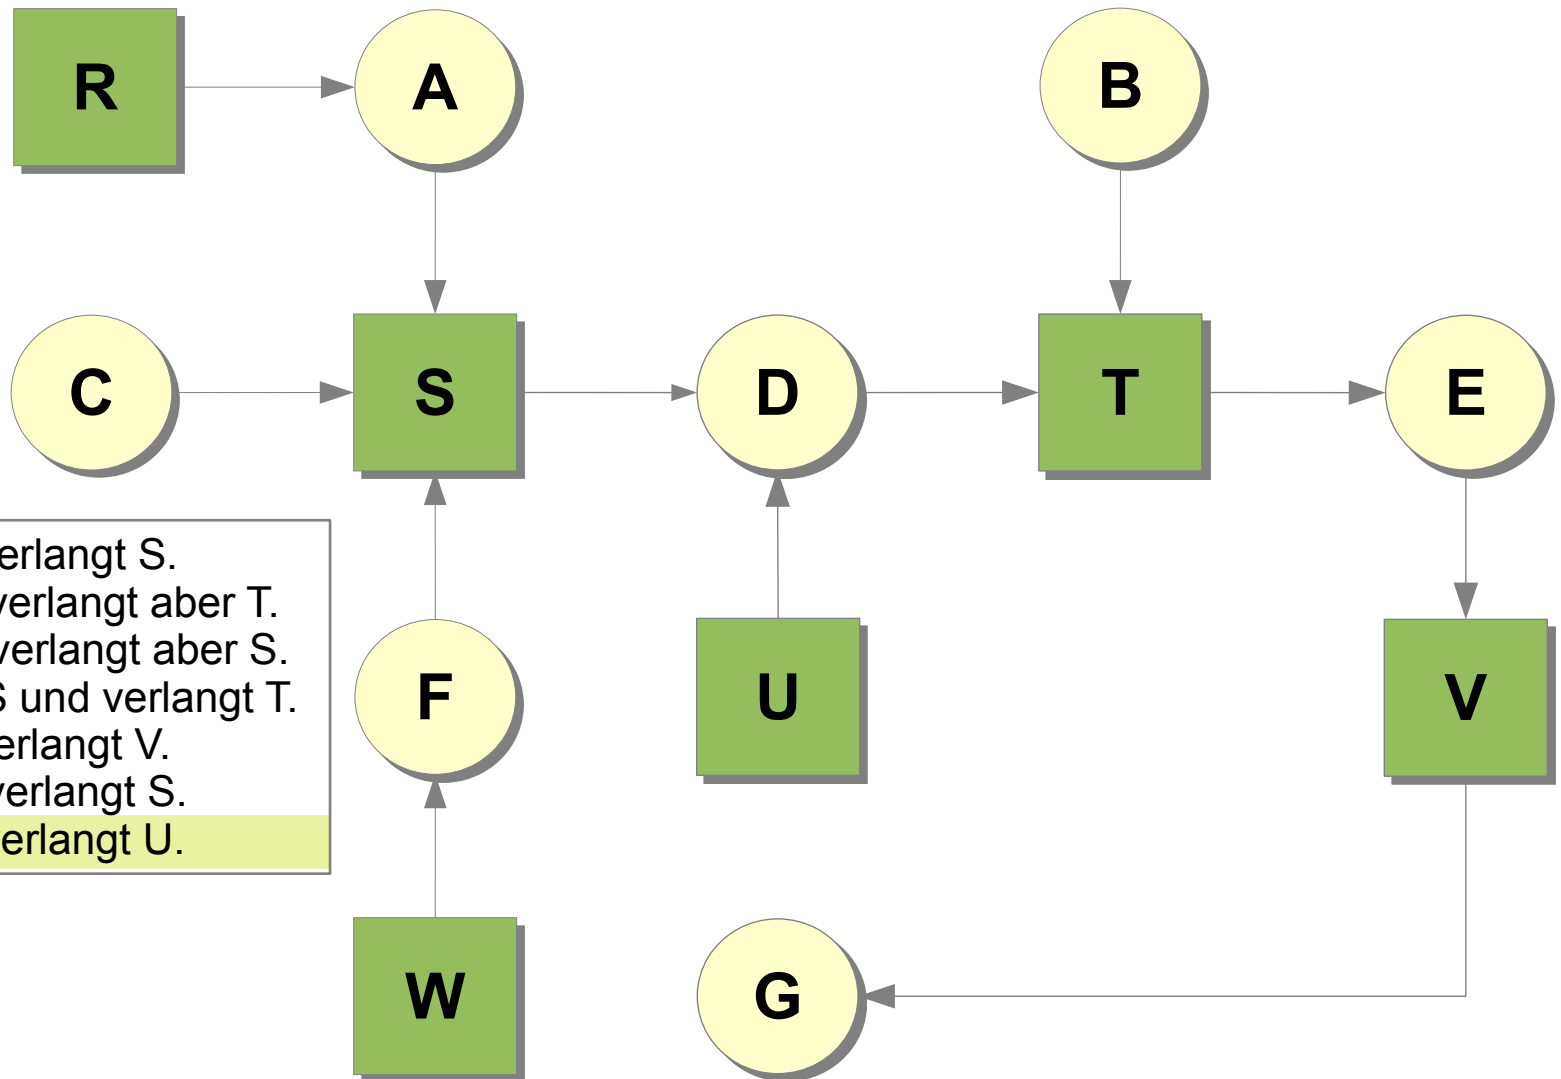 R A B
C S D T E
erlangt S.
verlangt aber T.
verlangt aber S.
S und verlangt T.
erlangt V.
verlangt S.
erlangt U.
F U V
W G